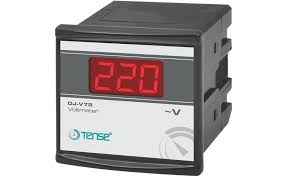 220
DJ-V72
Voltmeter
~V
TENSE